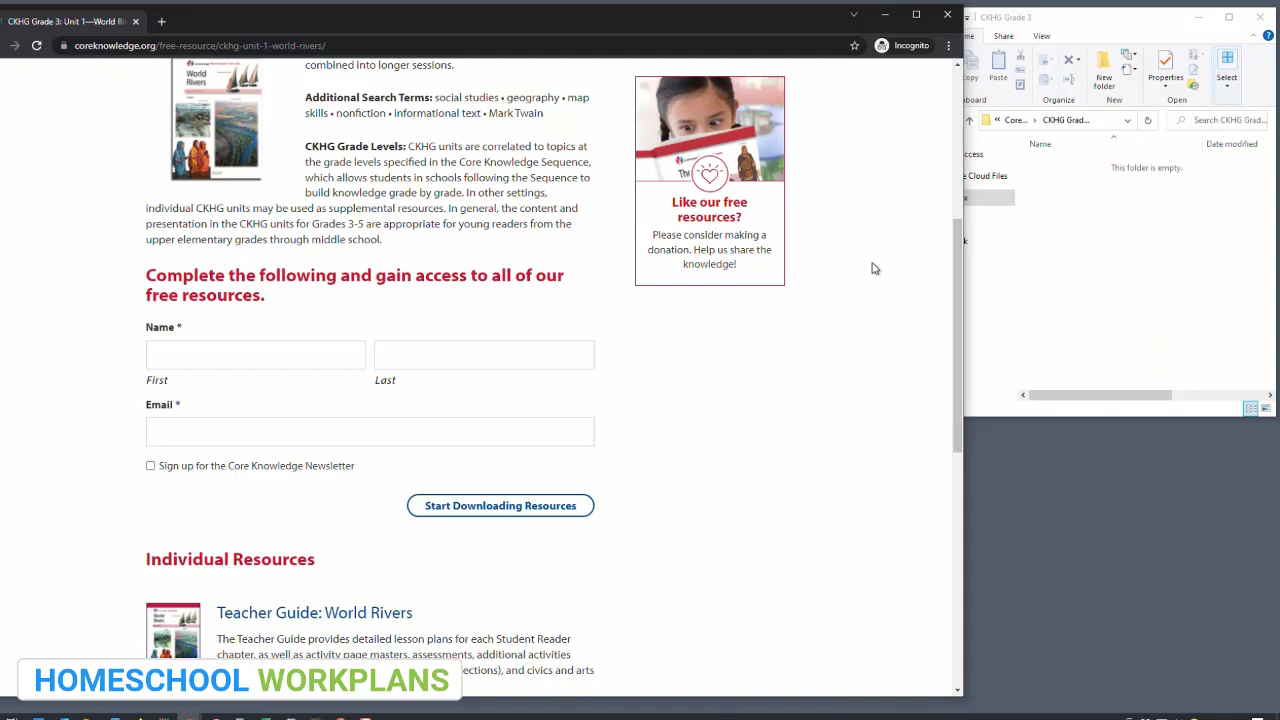 CKHG Grade 3: Unit 1—World Ri
coreknowledge.org/free-resource/ckhg-unit-1-world-rivers/
Incognito
combined into longer sessions.
World
Rivers
Additional Search Terms: social studies • geography • map
skills • nonfiction • informational text • Mark Twain
CKHG Grade Levels: CKHG units are correlated to topics at
the grade levels specified in the Core Knowledge Sequence,
which allows students in schools following the Sequence to
build knowledge grade by grade. In other settings,
individual CKHG units may be used as supplemental resources. In general, the content and
presentation in the CKHG units for Grades 3-5 are appropriate for young readers from the
upper elementary grades through middle school.
Complete the following and gain access to all of our
free resources.
Name *
First
Last
Email *
Sign up for the Core Knowledge Newsletter
Start Downloading Resources
Individual Resources
World
Rivers
Teacher Guide: World Rivers
The Teacher Guide provides detailed lesson plans for each Student Reader
chapter, as well as activity page masters, assessments, additional activities
ections), and civics and arts
Like our free
resources?
Please consider making a
donation. Help us share the
knowledge!
CKHG Grade 3
me Share View
opy
Paste
New
folder
Properties
Select
board
Organize
New
Open
« Core... > CKHG Grad...
Search CKHG Grad...
Name
Date modified
ccess
e Cloud Files
x
k
This folder is empty.
HOMESCHOOL WORKPLANS